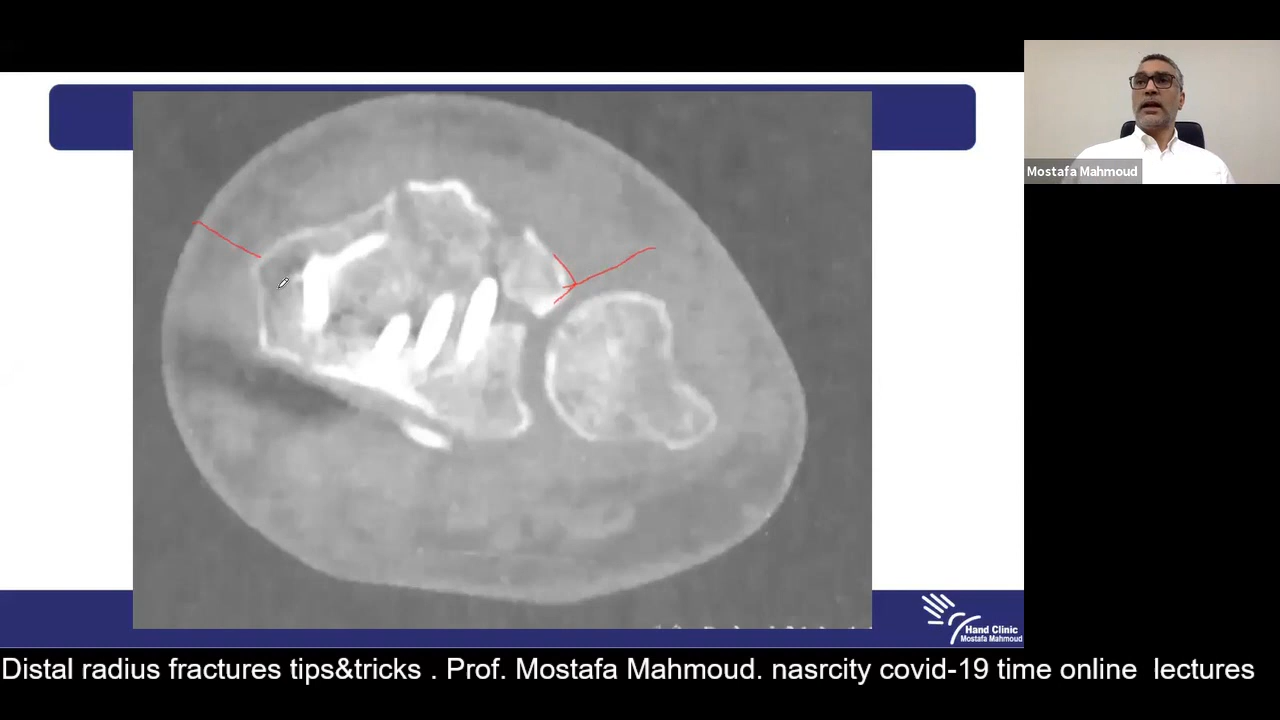 Mostafa Mahmoud
Hand Clinic
Mostafa Mahmoud
Distal radius fractures tips&tricks . Prof. Mostafa Mahmoud. nasrcity covid-19 time online lectures